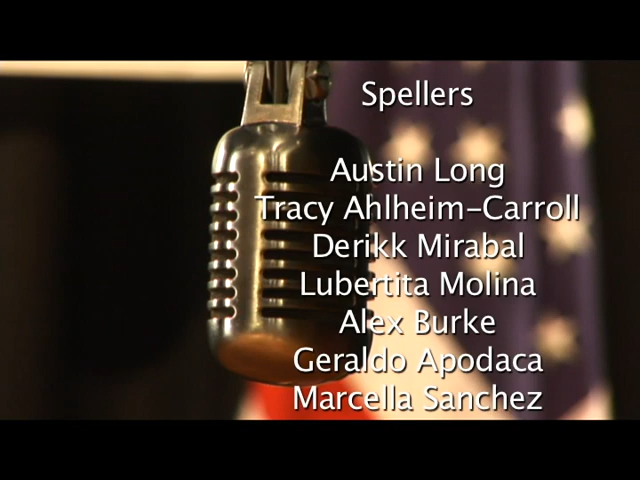 Spellers
Austin Long
Tracy Ahlheim-Carroll
Derikk Mirabal
Lubertita Molina
Alex Burke
Geraldo Apodaca
Marcella Sanchez